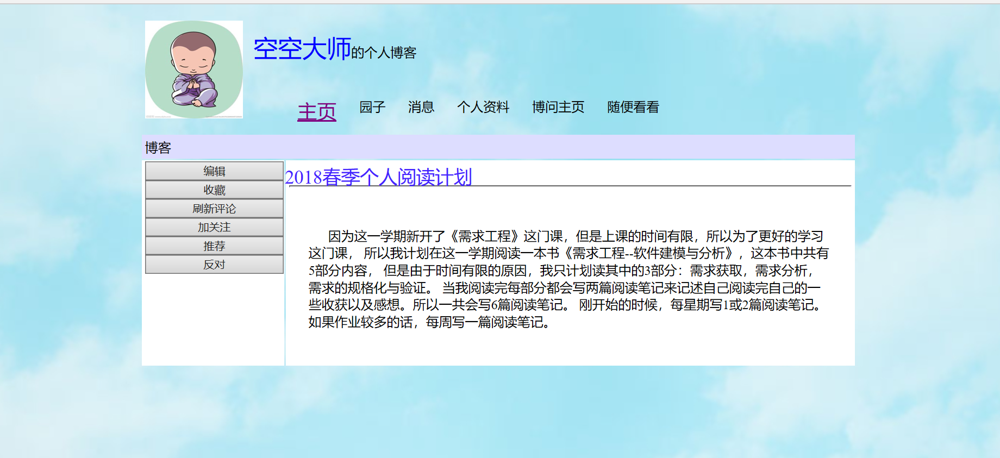 空空大师的个人博客
主页 园子 消息 个人资料 博问主页 随便看看
博客
编辑
收藏
刷新评论
加关注
推荐
反对
2018春季个人阅读计划
因为这一学期新开了《需求工程》这门课，但是上课的时间有限，所以为了更好的学习
这门课， 所以我计划在这一学期阅读一本书《需求工程--软件建模与分析》，这本书中共有
5部分内容， 但是由于时间有限的原因，我只计划读其中的3部分：需求获取，需求分析，
需求的规格化与验证。 当我阅读完每部分都会写两篇阅读笔记来记述自己阅读完自己的一
些收获以及感想。所以一共会写6篇阅读笔记。 刚开始的时候，每星期写1或2篇阅读笔记。
如果作业较多的话，每周写一篇阅读笔记。